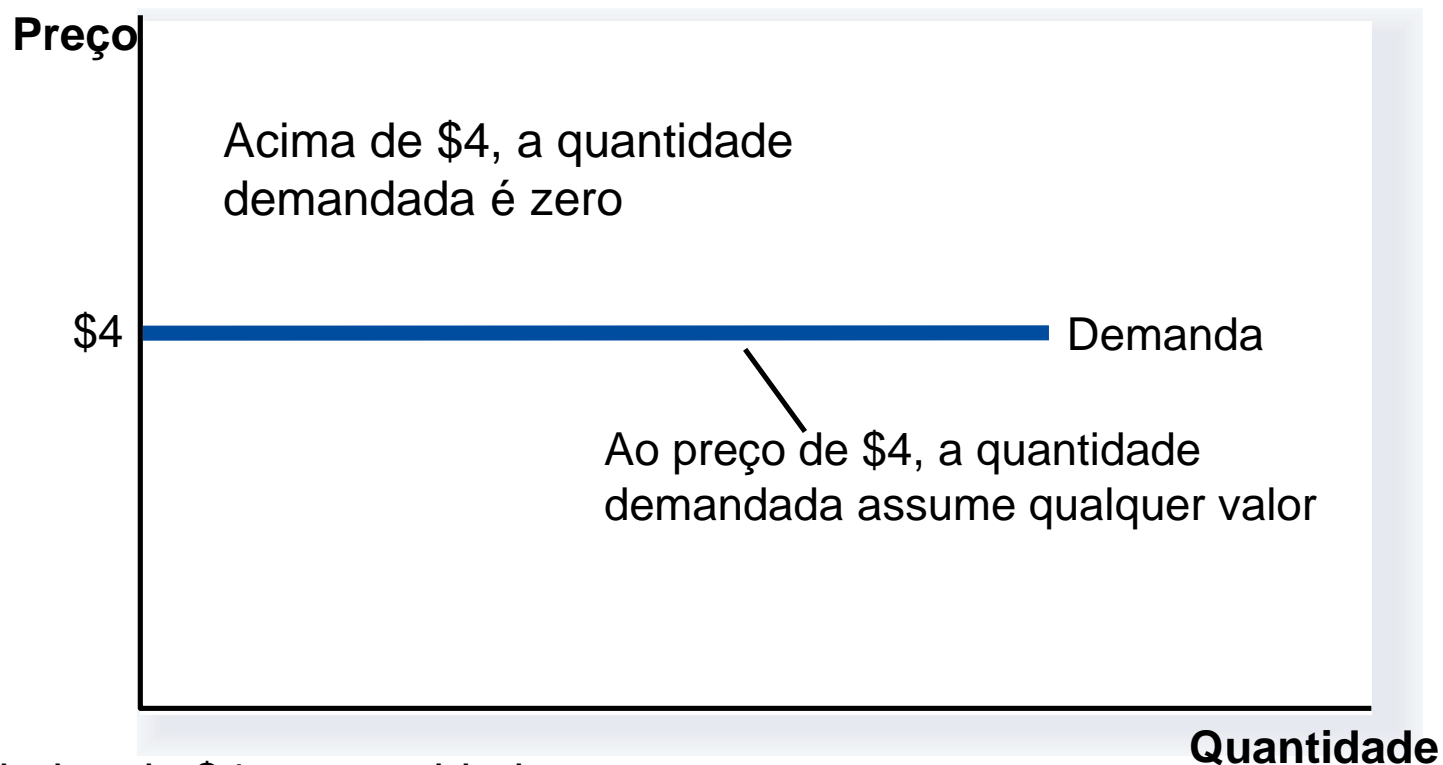 Preço
Acima de $4, a quantidade
demandada é zero
$4
Demanda
Ao preço de $4, a quantidade
demandada assume qualquer valor
Quantidade